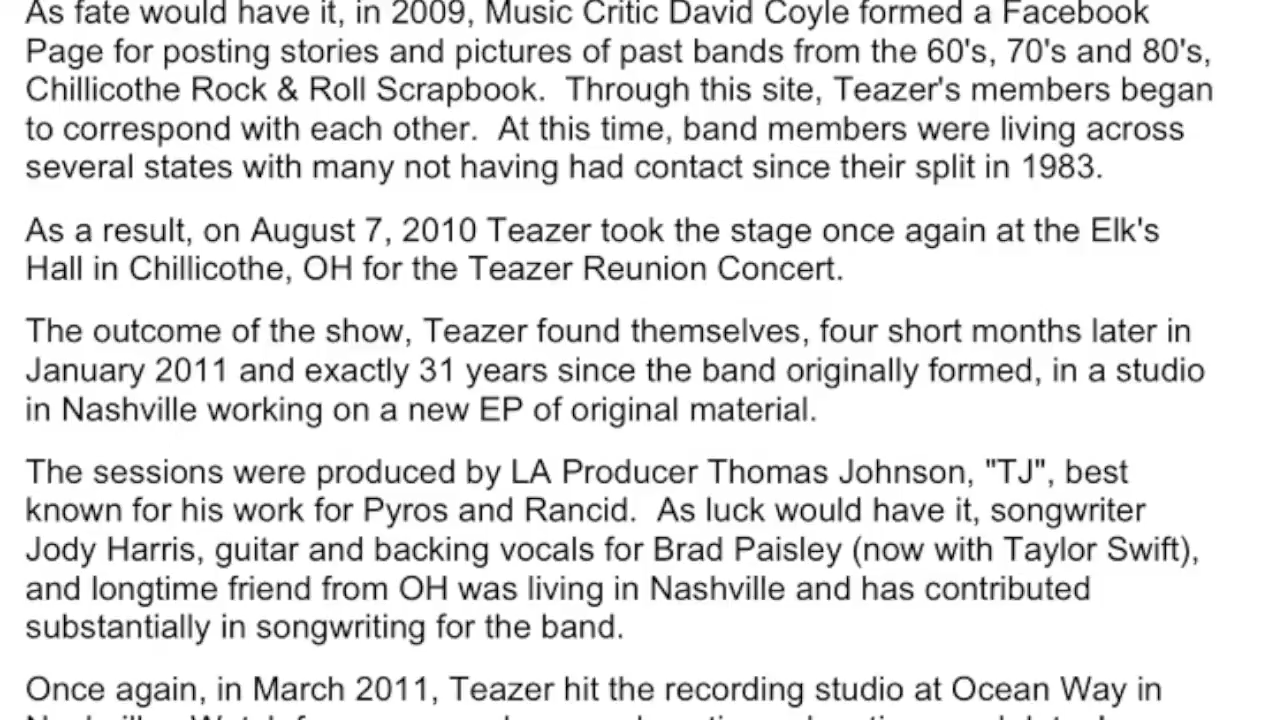 As fate would have it, in 2009, Music Critic David Coyle formed a Facebook
Page for posting stories and pictures of past bands from the 60's, 70's and 80's,
Chillicothe Rock & Roll Scrapbook.  Through this site, Teazer's members began
to correspond with each other.  At this time, band members were living across
several states with many not having had contact since their split in 1983.
As a result, on August 7, 2010 Teazer took the stage once again at the Elk's
Hall in Chillicothe, OH for the Teazer Reunion Concert.
The outcome of the show, Teazer found themselves, four short months later in
January 2011 and exactly 31 years since the band originally formed, in a studio
in Nashville working on a new EP of original material.
The sessions were produced by LA Producer Thomas Johnson, "TJ", best
known for his work for Pyros and Rancid.  As luck would have it, songwriter
Jody Harris, guitar and backing vocals for Brad Paisley (now with Taylor Swift),
and longtime friend from OH was living in Nashville and has contributed
substantially in songwriting for the band.
Once again, in March 2011, Teazer hit the recording studio at Ocean Way in